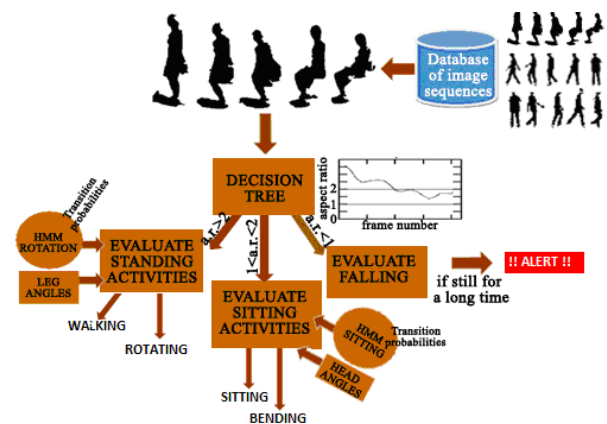 Database
of image
sequences
DECISION
TREE
aspect ratio
2
1
0
frame number
a.r.>2
1<a.r.<2
a.r.<1
Transition
probabilities
HMM
ROTATION
LEG
ANGLES
EVALUATE
STANDING
ACTIVITIES
EVALUATE
FALLING
if still for
a long time
!! ALERT !!
WALKING
ROTATING
EVALUATE
SITTING
ACTIVITIES
HMM
SITTING
Transition
probabilities
HEAD
ANGLES
SITTING
BENDING